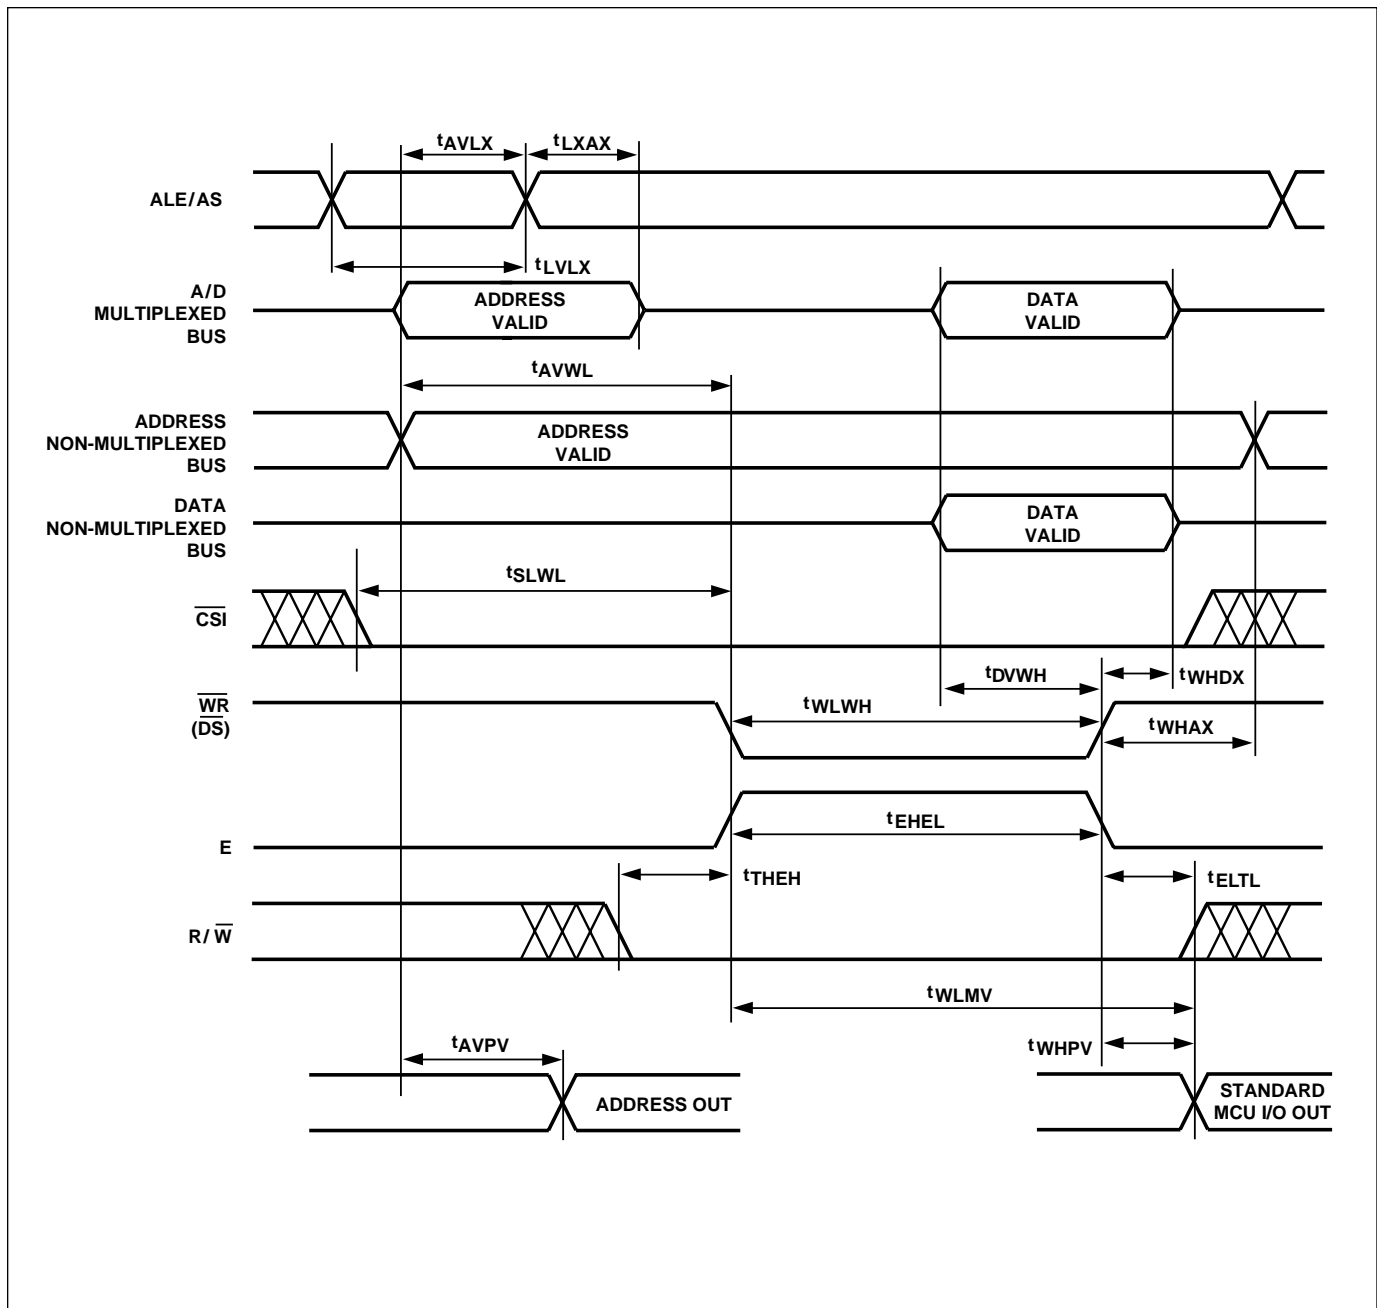 tAVLX
tLXAX
ALE/AS
tLVLX
A/D
MULTIPLEXED
BUS
ADDRESS
VALID
DATA
VALID
tAVWL
ADDRESS
NON-MULTIPLEXED
BUS
ADDRESS
VALID
DATA
NON-MULTIPLEXED
BUS
DATA
VALID
tSLWL
CSI
tDVWH
tWHDX
WR
(DS)
tWLWH
tWHAX
tEHEL
E
tTHEH
tELTL
R/W
tWLMV
tAVPV
tWHPV
ADDRESS OUT
STANDARD
MCU I/O OUT